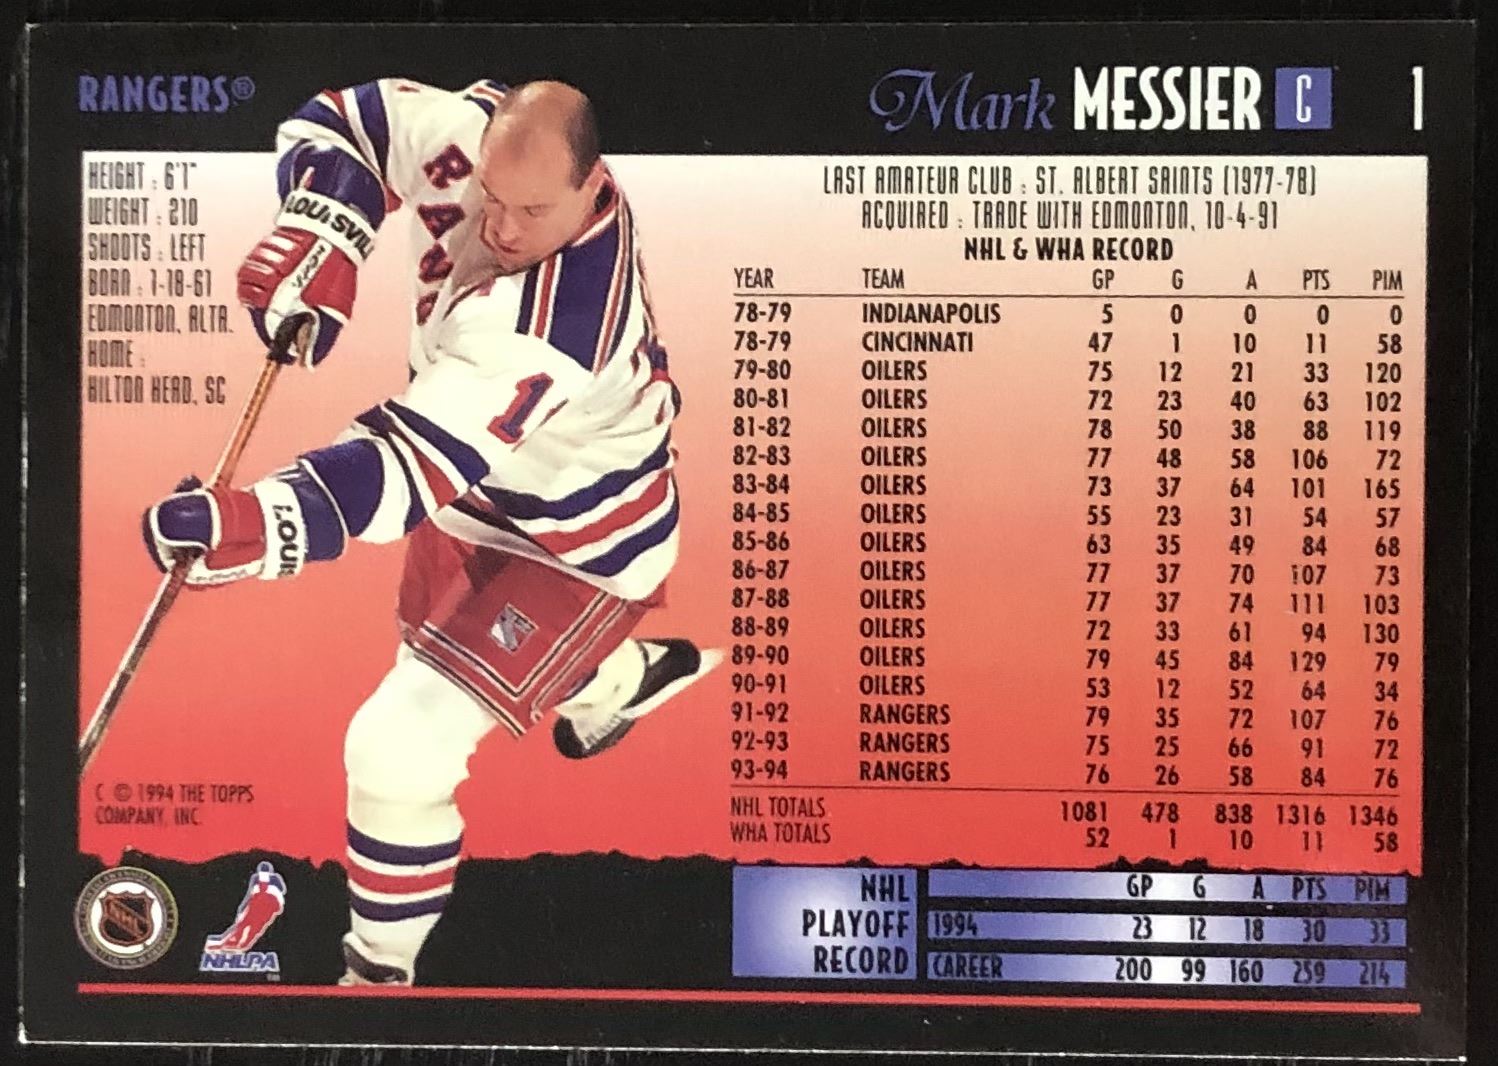 RANGERS®
Mark MESSIER C 1
HEIGHT : 6'1"
WEIGHT : 210
SHOOTS : LEFT
BORN : 1-18-61
EDMONTON, ALTA.
HOME :
HILTON HEAD, SC
LAST AMATEUR CLUB : ST. ALBERT SAINTS (1977-78)
ACQUIRED : TRADE WITH EDMONTON, 10-4-91
NHL & WHA RECORD
YEAR TEAM GP G A PTS PIM
78-79 INDIANAPOLIS 5 0 0 0 0
78-79 CINCINNATI 47 1 10 11 58
79-80 OILERS 75 12 21 33 120
80-81 OILERS 72 23 40 63 102
81-82 OILERS 78 50 38 88 119
82-83 OILERS 77 48 58 106 72
83-84 OILERS 73 37 64 101 165
84-85 OILERS 55 23 31 54 57
85-86 OILERS 63 35 49 84 68
86-87 OILERS 77 37 70 107 73
87-88 OILERS 77 37 74 111 103
88-89 OILERS 72 33 61 94 130
89-90 OILERS 79 45 84 129 79
90-91 OILERS 53 12 52 64 34
91-92 RANGERS 79 35 72 107 76
92-93 RANGERS 75 25 66 91 72
93-94 RANGERS 76 26 58 84 76
NHL TOTALS 1081 478 838 1316 1346
WHA TOTALS 52 1 10 11 58
RANG
LOUISVIL
1
LOUIS
C © 1994 THE TOPPS
COMPANY, INC.
NHL
NHLPA
NHL
PLAYOFF
RECORD
GP G A PTS PIM
1994 23 12 18 30 33
CAREER 200 99 160 259 214